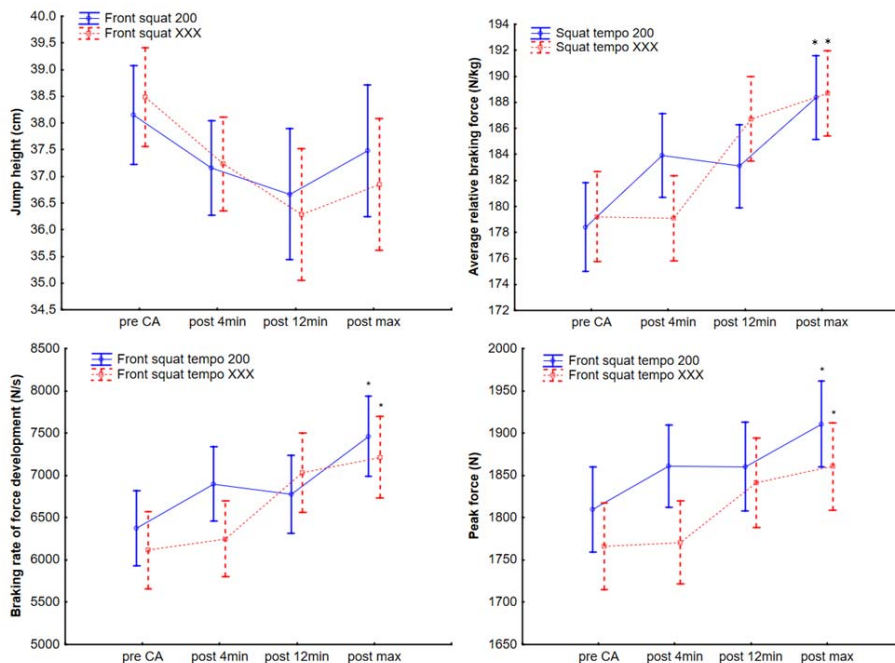 Front squat 200
Front squat XXX
Jump height (cm)
40.0
39.5
39.0
38.5
38.0
37.5
37.0
36.5
36.0
35.5
35.0
34.5
pre CA post 4min post 12min post max
Squat tempo 200
Squat tempo XXX
Average relative braking force (N/kg)
194
192
190
188
186
184
182
180
178
176
174
172
* *
pre CA post 4min post 12min post max
Front squat tempo 200
Front squat tempo XXX
Braking rate of force development (N/s)
8500
8000
7500
7000
6500
6000
5500
5000
*
*
pre CA post 4min post 12min post max
Front squat tempo 200
Front squat tempo XXX
Peak force (N)
2000
1950
1900
1850
1800
1750
1700
1650
*
*
pre CA post 4min post 12min post max